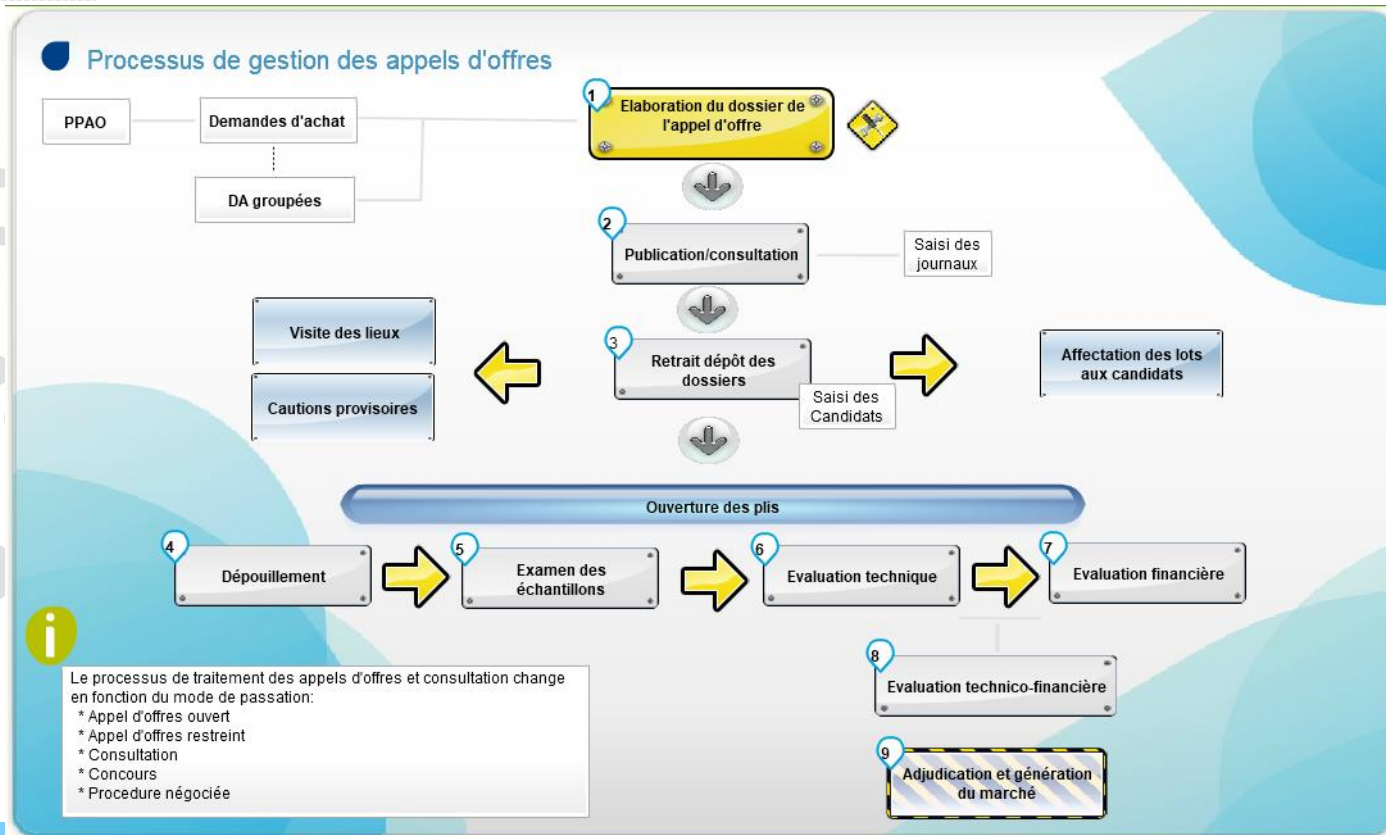 Processus de gestion des appels d'offres
PPAO
Demandes d'achat
DA groupées
1
Elaboration du dossier de
l'appel d'offre
2
Publication/consultation
Saisi des
journaux
Visite des lieux
Cautions provisoires
3
Retrait dépôt des
dossiers
Saisi des
Candidats
Affectation des lots
aux candidats
Ouverture des plis
4
Dépouillement
5
Examen des
échantillons
6
Evaluation technique
7
Evaluation financière
8
Evaluation technico-financière
9
Adjudication et génération
du marché
i
Le processus de traitement des appels d'offres et consultation change
en fonction du mode de passation:
* Appel d'offres ouvert
* Appel d'offres restreint
* Consultation
* Concours
* Procedure négociée